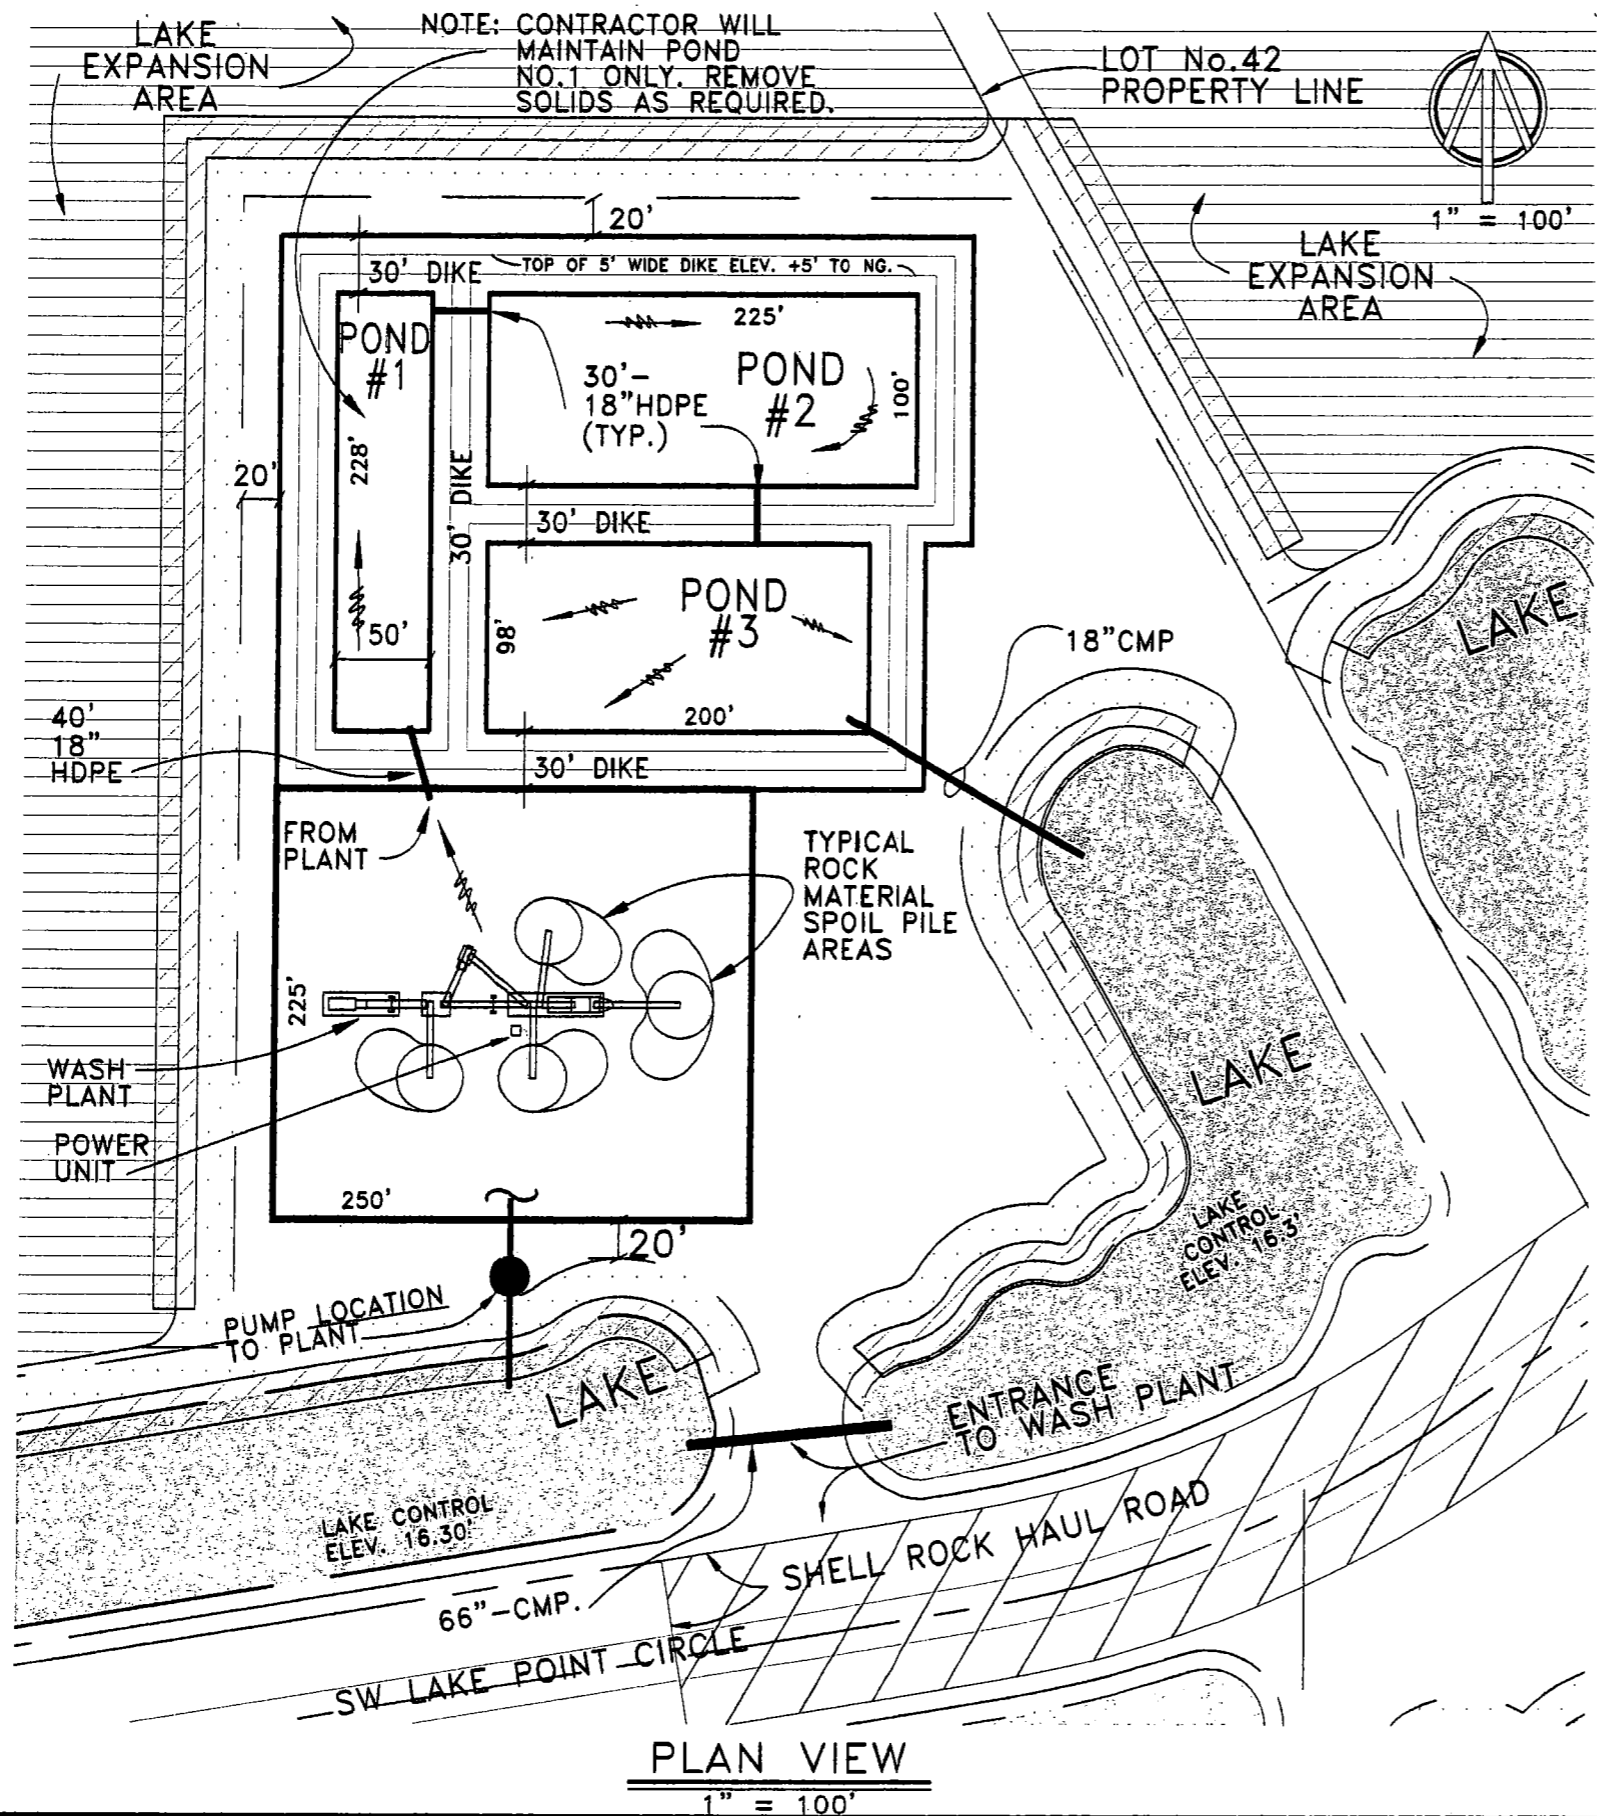 LAKE
EXPANSION
AREA
NOTE: CONTRACTOR WILL
MAINTAIN POND
NO.1 ONLY. REMOVE
SOLIDS AS REQUIRED.
LOT No.42
PROPERTY LINE
1" = 100'
LAKE
EXPANSION
AREA
20'
30' DIKE
TOP OF 5' WIDE DIKE ELEV. +5' TO NG.
POND
#1
225'
POND
#2
100'
30'-
18"HDPE
(TYP.)
228'
20'
30' DIKE
30' DIKE
POND
#3
98'
50'
200'
18"CMP
LAKE
40'
18"
HDPE
30' DIKE
FROM
PLANT
TYPICAL
ROCK
MATERIAL
SPOIL PILE
AREAS
225'
WASH
PLANT
POWER
UNIT
250'
20'
LAKE
LAKE
CONTROL
ELEV. 16.3'
PUMP LOCATION
TO PLANT
LAKE
ENTRANCE
TO WASH PLANT
LAKE CONTROL
ELEV. 16.30'
SHELL ROCK HAUL ROAD
66"-CMP.
SW LAKE POINT CIRCLE
PLAN VIEW
1" = 100'